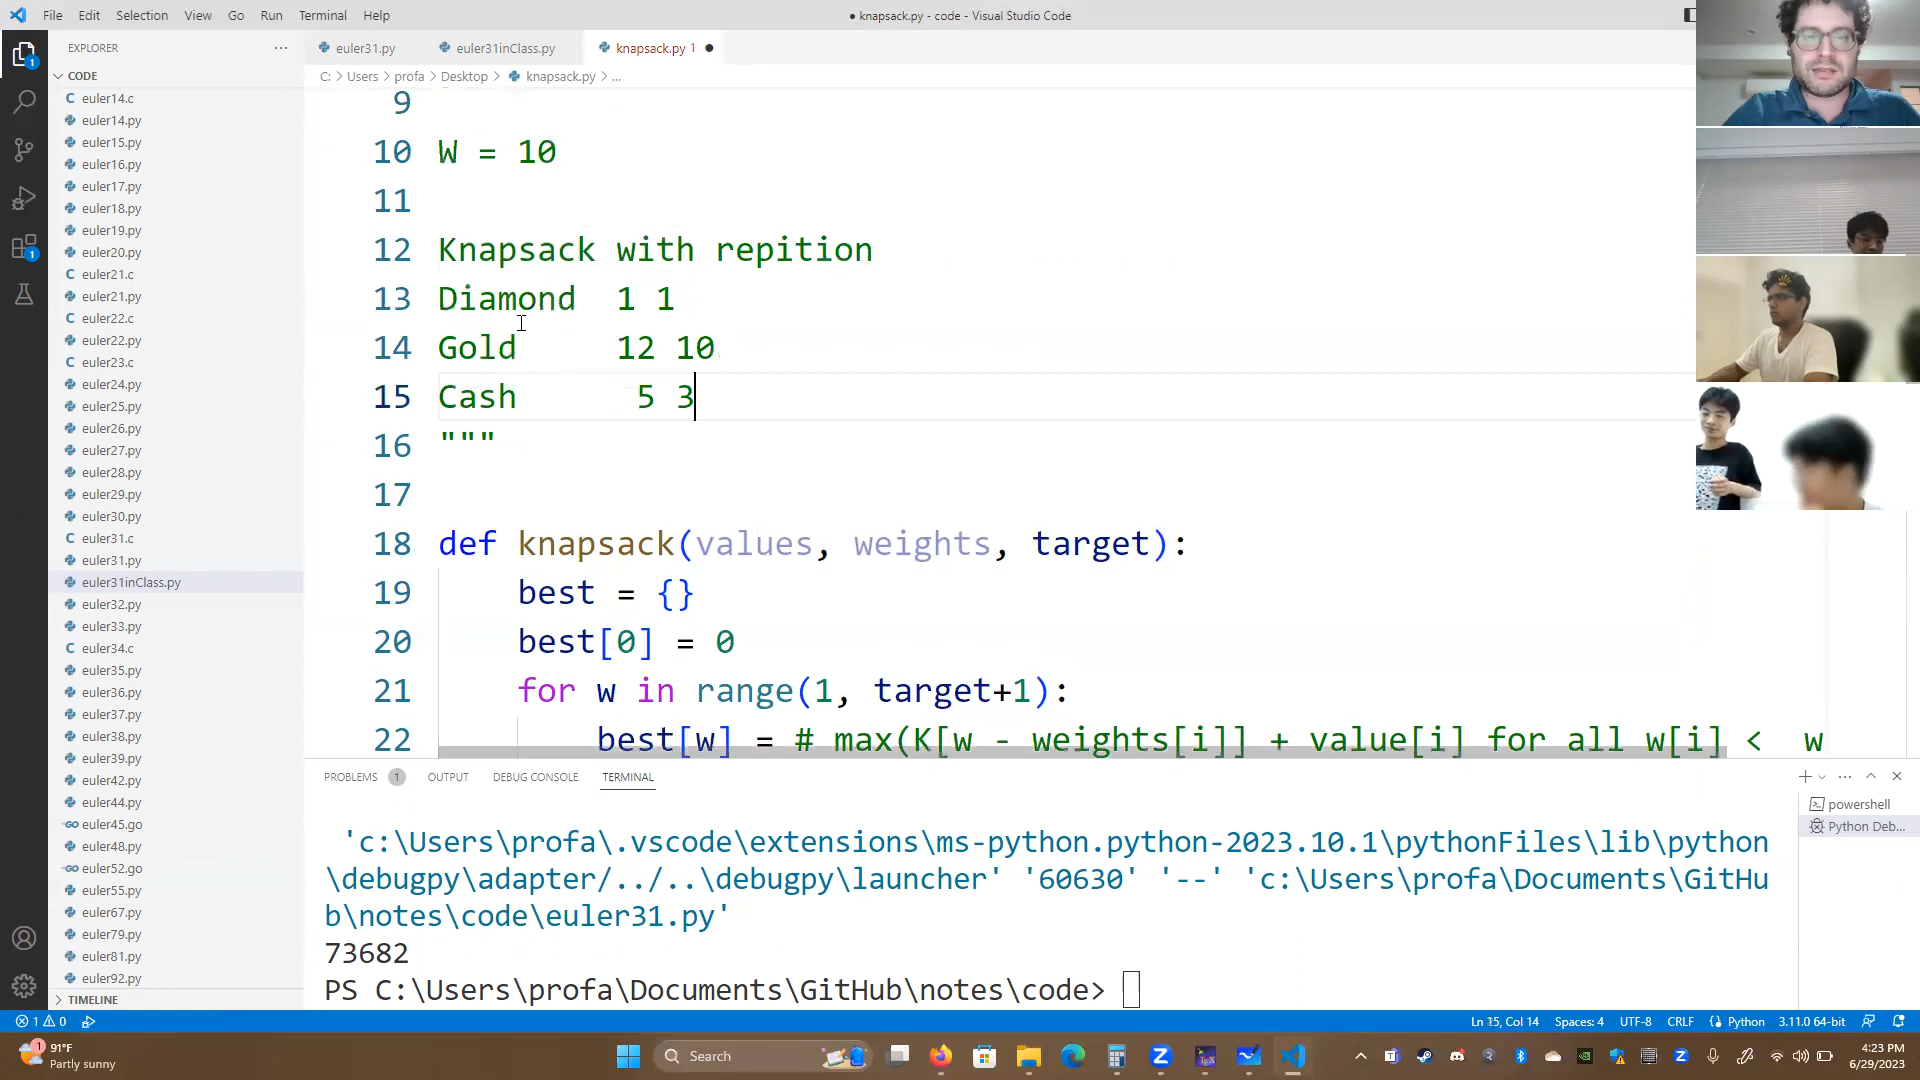 File Edit Selection View Go Run Terminal Help
● knapsack.py - code - Visual Studio Code
EXPLORER ...
euler31.py
euler31inClass.py
knapsack.py 1 ●
CODE
C: > Users > profa > Desktop > knapsack.py > ...
C euler14.c
euler14.py
euler15.py
euler16.py
euler17.py
euler18.py
euler19.py
euler20.py
C euler21.c
euler21.py
C euler22.c
euler22.py
C euler23.c
euler24.py
euler25.py
euler26.py
euler27.py
euler28.py
euler29.py
euler30.py
C euler31.c
euler31.py
euler31inClass.py
euler32.py
euler33.py
C euler34.c
euler35.py
euler36.py
euler37.py
euler38.py
euler39.py
euler42.py
euler44.py
euler45.go
euler48.py
euler52.go
euler55.py
euler67.py
euler79.py
euler81.py
euler92.py
TIMELINE
9
10 W = 10
11
12 Knapsack with repition
13 Diamond 1 1
14 Gold 12 10
15 Cash 5 3
16 """
17
18 def knapsack(values, weights, target):
19 best = {}
20 best[0] = 0
21 for w in range(1, target+1):
22 best[w] = # max(K[w - weights[i]] + value[i] for all w[i] < w
PROBLEMS 1 OUTPUT DEBUG CONSOLE TERMINAL
'c:\Users\profa\.vscode\extensions\ms-python.python-2023.10.1\pythonFiles\lib\python
\debugpy\adapter/../..\debugpy\launcher' '60630' '--' 'c:\Users\profa\Documents\GitHu
b\notes\code\euler31.py'
73682
PS C:\Users\profa\Documents\GitHub\notes\code>
powershell
Python Deb...
1 0
Ln 15, Col 14 Spaces: 4 UTF-8 CRLF Python 3.11.0 64-bit
1
1
1
91°F
Partly sunny
Search
4:23 PM
6/29/2023